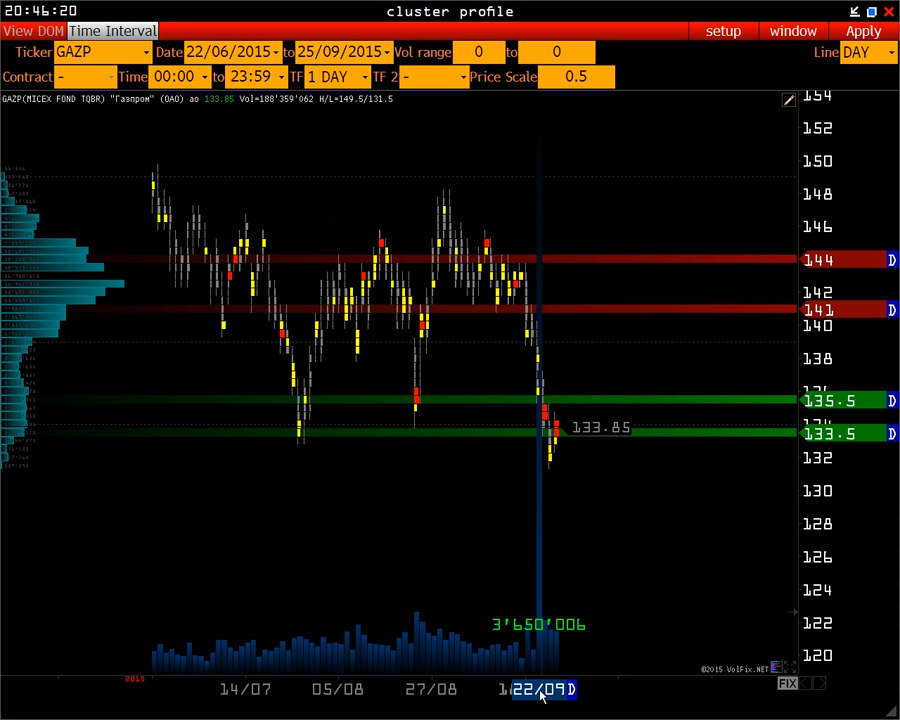 20:46:20 cluster profile
View DOM Time Interval setup window Apply
Ticker GAZP Date 22/06/2015 to 25/09/2015 Vol range 0 to 0 Line DAY
Contract - Time 00:00 to 23:59 TF 1 DAY TF 2 - Price Scale 0.5
GAZP(MICEX FOND TQBR) "Газпром" (ОАО) ао 133.85 Vol=188'359'062 H/L=149.5/131.5
154
152
150
148
146
144 D
142
141 D
140
138
135.5 D
133.85
133.5 D
132
130
128
126
124
122
3'650'006
120
©2015 VolFix.NET
2015
14/07 05/08 27/08 22/09 D
FIX